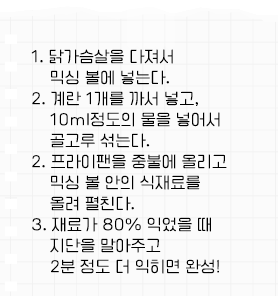 1. 닭가슴살을 다져서
믹싱 볼에 넣는다.
2. 계란 1개를 까서 넣고,
10ml정도의 물을 넣어서
골고루 섞는다.
2. 프라이팬을 중불에 올리고
믹싱 볼 안의 식재료를
올려 펼친다.
3. 재료가 80% 익었을 때
지단을 말아주고
2분 정도 더 익히면 완성!